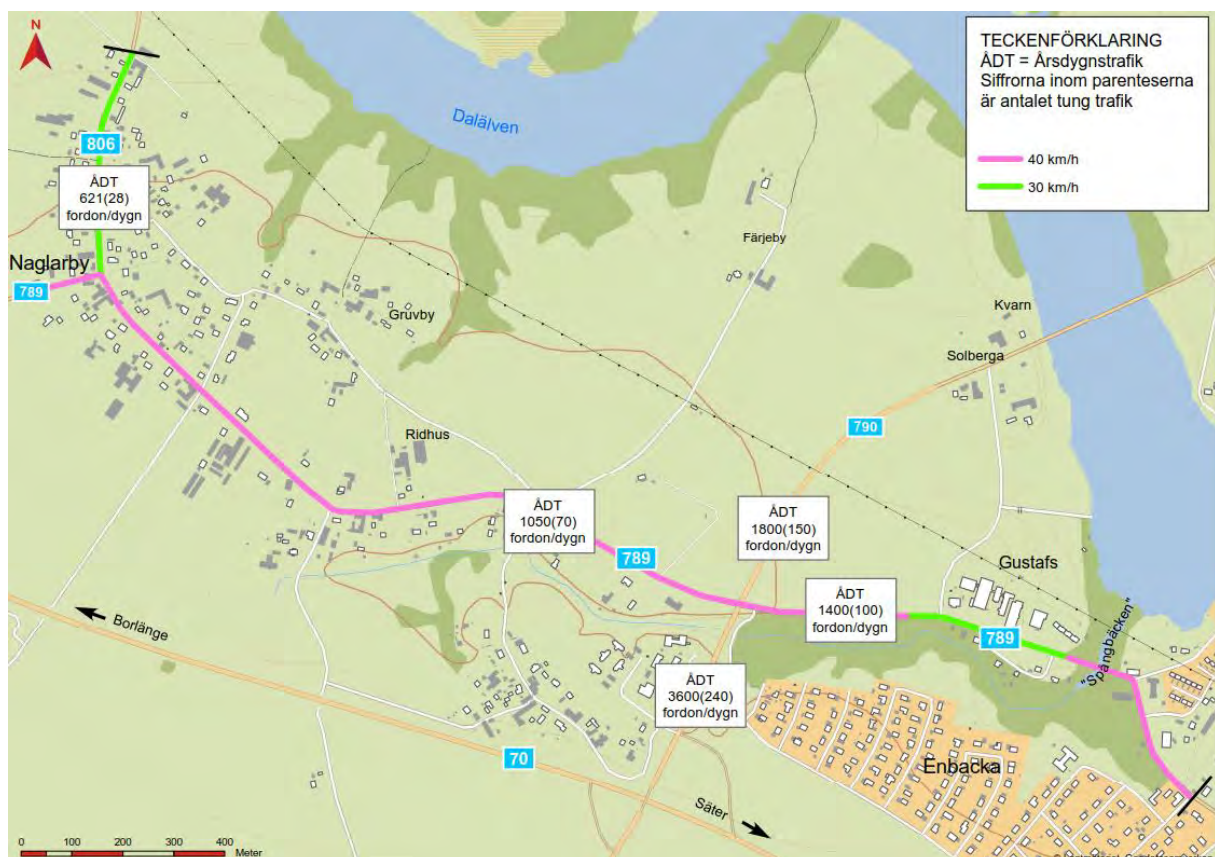 N
TECKENFÖRKLARING
ÅDT = Årsdygnstrafik
Siffrorna inom parenteserna
är antalet tung trafik
40 km/h
30 km/h
Dalälven
806
ÅDT
621(28)
fordon/dygn
Färjeby
Naglarby
789
Gruvby
Kvarn
Solberga
790
Ridhus
ÅDT
1050(70)
fordon/dygn
ÅDT
1800(150)
fordon/dygn
789
Gustafs
ÅDT
1400(100)
fordon/dygn
789
"Spångbäcken"
Borlänge
ÅDT
3600(240)
fordon/dygn
70
Enbacka
Säter
0 100 200 300 400
Meter